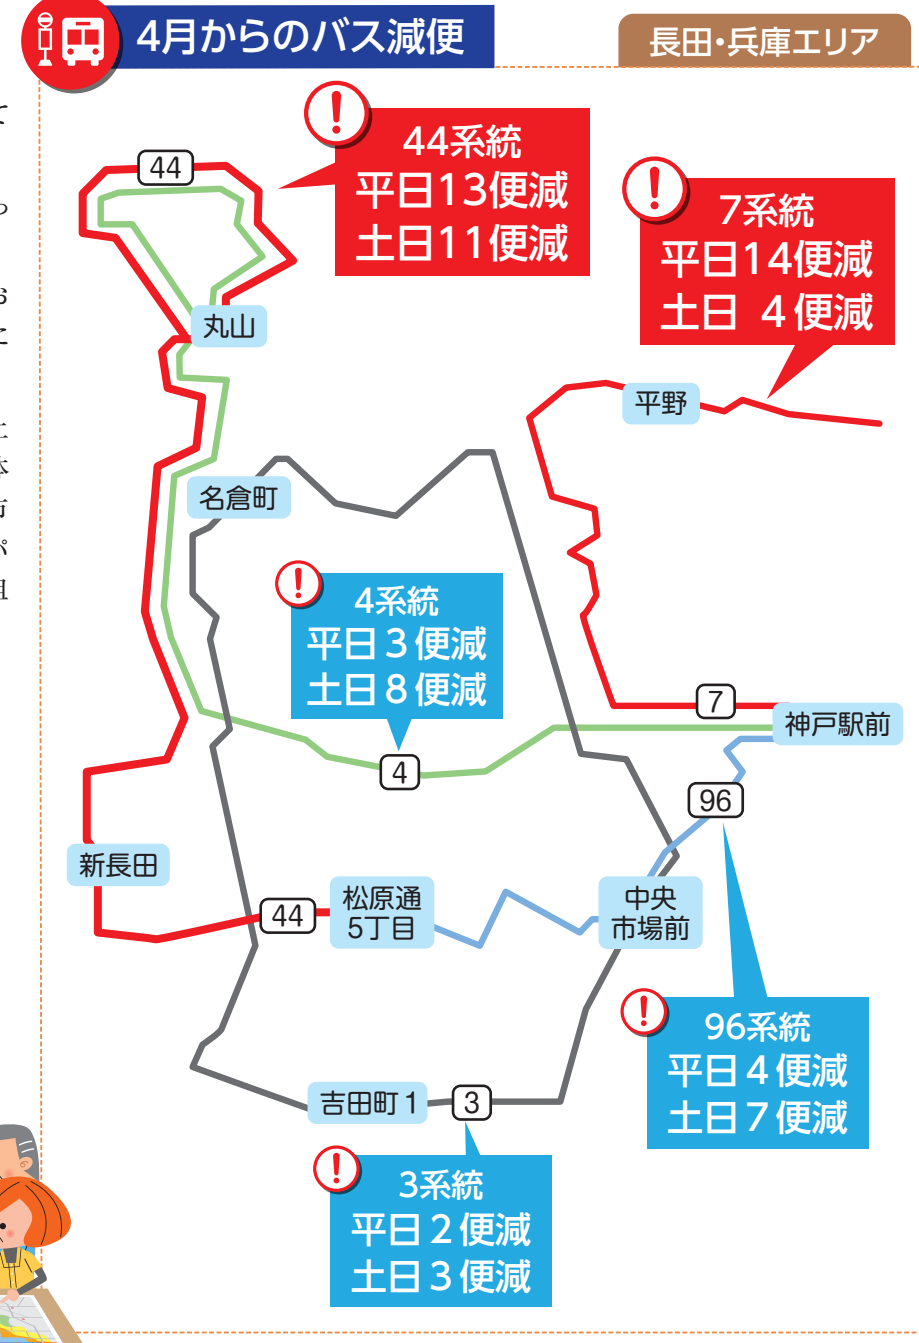 4月からのバス減便
長田・兵庫エリア
44
44系統
平日13便減
土日11便減
7系統
平日14便減
土日 4便減
丸山
平野
名倉町
4系統
平日3便減
土日8便減
7
神戸駅前
4
96
新長田
44
松原通
5丁目
中央
市場前
96系統
平日4便減
土日7便減
吉田町1
3
3系統
平日2便減
土日3便減